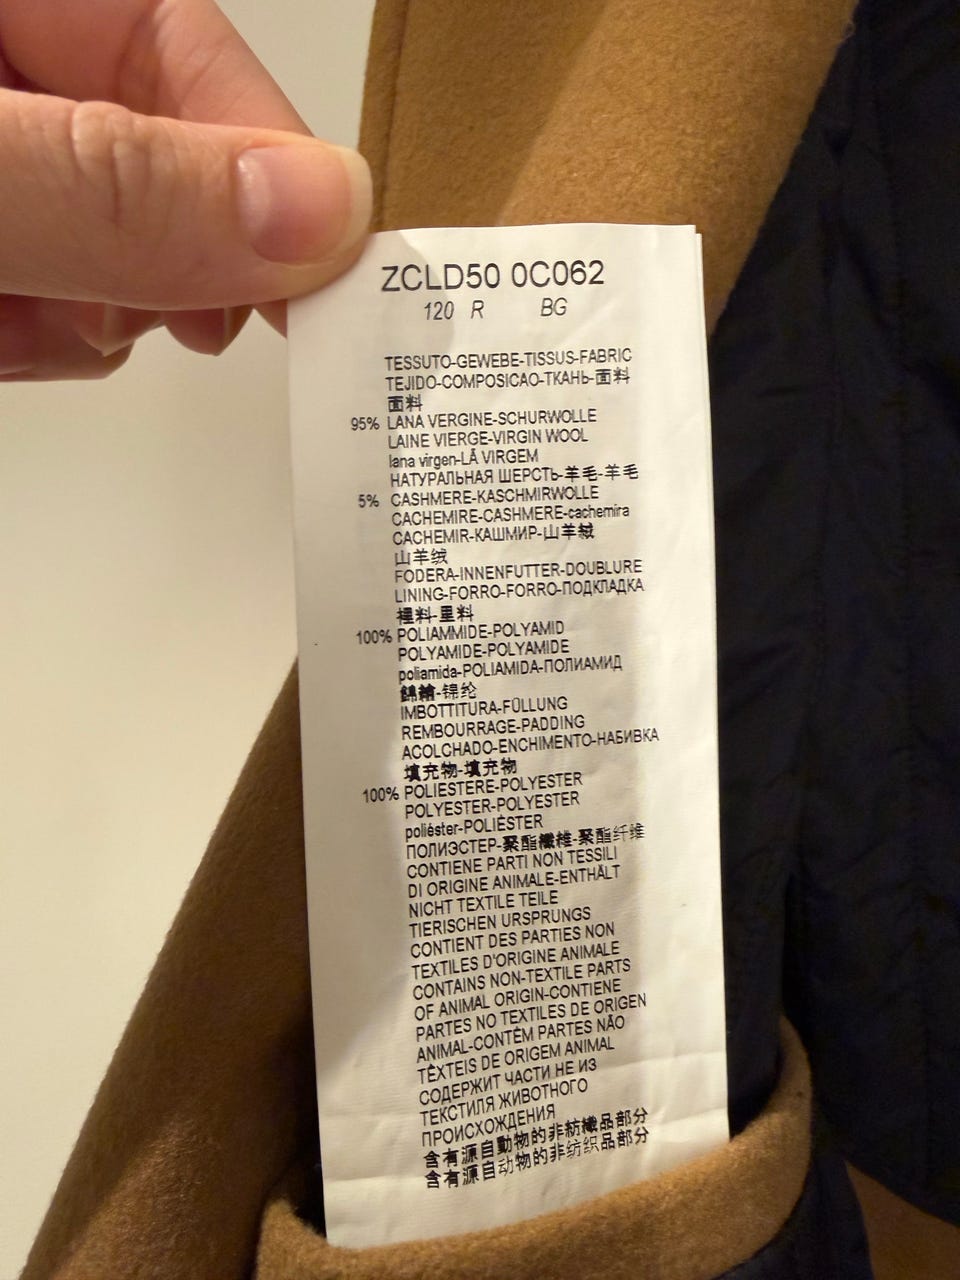 ZCLD50 0C062
120 R BG
TESSUTO-GEWEBE-TISSUS-FABRIC
TEJIDO-COMPOSICAO-ТКАНЬ-面料
面料
95% LANA VERGINE-SCHURWOLLE
LAINE VIERGE-VIRGIN WOOL
lana virgen-LÃ VIRGEM
НАТУРАЛЬНАЯ ШЕРСТЬ-羊毛-羊毛
5% CASHMERE-KASCHMIRWOLLE
CACHEMIRE-CASHMERE-cachemira
CACHEMIR-КАШМИР-山羊絨
山羊绒
FODERA-INNENFUTTER-DOUBLURE
LINING-FORRO-FORRO-ПОДКЛАДКА
裡料-里料
100% POLIAMMIDE-POLYAMID
POLYAMIDE-POLYAMIDE
poliamida-POLIAMIDA-ПОЛИАМИД
錦綸-锦纶
IMBOTTITURA-FÜLLUNG
REMBOURRAGE-PADDING
ACOLCHADO-ENCHIMENTO-НАБИВКА
填充物-填充物
100% POLIESTERE-POLYESTER
POLYESTER-POLYESTER
poliéster-POLIÉSTER
ПОЛИЭСТЕР-聚酯纖維-聚酯纤维
CONTIENE PARTI NON TESSILI
DI ORIGINE ANIMALE-ENTHÄLT
NICHT TEXTILE TEILE
TIERISCHEN URSPRUNGS
CONTIENT DES PARTIES NON
TEXTILES D'ORIGINE ANIMALE
CONTAINS NON-TEXTILE PARTS
OF ANIMAL ORIGIN-CONTIENE
PARTES NO TEXTILES DE ORIGEN
ANIMAL-CONTÉM PARTES NÃO
TÊXTEIS DE ORIGEM ANIMAL
СОДЕРЖИТ ЧАСТИ НЕ ИЗ
ТЕКСТИЛЯ ЖИВОТНОГО
ПРОИСХОЖДЕНИЯ
含有源自動物的非紡織品部分
含有源自动物的非纺织品部分